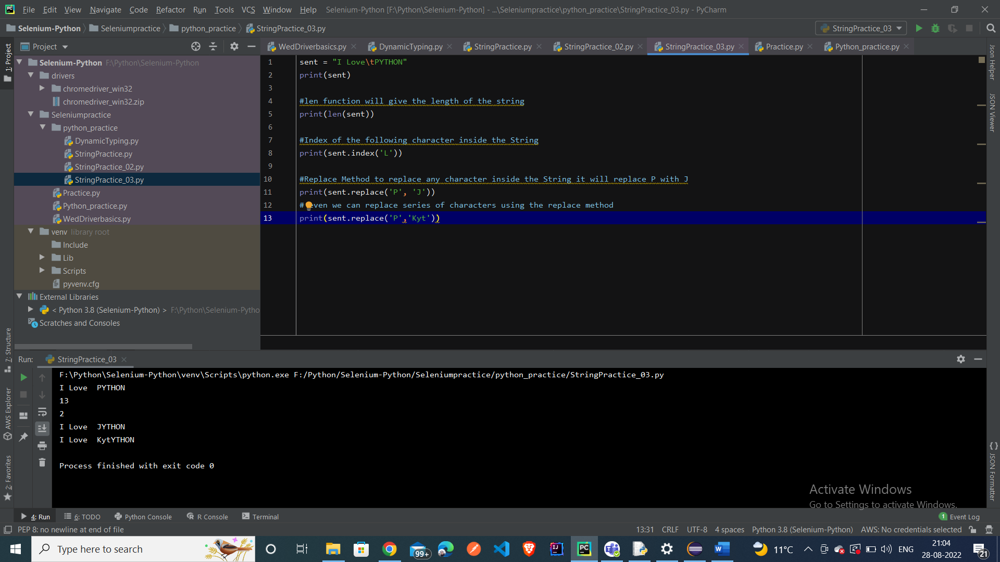 File Edit View Navigate Code Refactor Run Tools VCS Window Help Selenium-Python [F:\Python\Selenium-Python] - ...\Seleniumpractice\python_practice\StringPractice_03.py - PyCharm
Selenium-Python Seleniumpractice python_practice StringPractice_03.py StringPractice_03
1: Project
Project
Selenium-Python F:\Python\Selenium-Python
drivers
chromedriver_win32
chromedriver_win32.zip
Seleniumpractice
python_practice
DynamicTyping.py
StringPractice.py
StringPractice_02.py
StringPractice_03.py
Practice.py
Python_practice.py
WedDriverbasics.py
venv library root
Include
Lib
Scripts
pyvenv.cfg
External Libraries
< Python 3.8 (Selenium-Python) > F:\Python\Selenium-Pytho
Scratches and Consoles
WedDriverbasics.py DynamicTyping.py StringPractice.py StringPractice_02.py StringPractice_03.py Practice.py Python_practice.py
1 sent = "I Love\tPYTHON"
2 print(sent)
3
4 #len function will give the length of the string
5 print(len(sent))
6
7 #Index of the following character inside the String
8 print(sent.index('L'))
9
10 #Replace Method to replace any character inside the String it will replace P with J
11 print(sent.replace('P', 'J'))
12 # ven we can replace series of characters using the replace method
13 print(sent.replace('P','Kyt'))
Json Helper
JSON Viewer
7: Structure
AWS Explorer
2: Favorites
Run: StringPractice_03
F:\Python\Selenium-Python\venv\Scripts\python.exe F:/Python/Selenium-Python/Seleniumpractice/python_practice/StringPractice_03.py
I Love  PYTHON
13
2
I Love  JYTHON
I Love  KytYTHON
Process finished with exit code 0
JSON Formatter
Activate Windows
Go to Settings to activate Windows.
4: Run 6: TODO Python Console R Console Terminal 1 Event Log
PEP 8: no newline at end of file 13:31 CRLF UTF-8 4 spaces Python 3.8 (Selenium-Python) AWS: No credentials selected
Type here to search 99+ 11°C ENG 21:04
28-08-2022 21